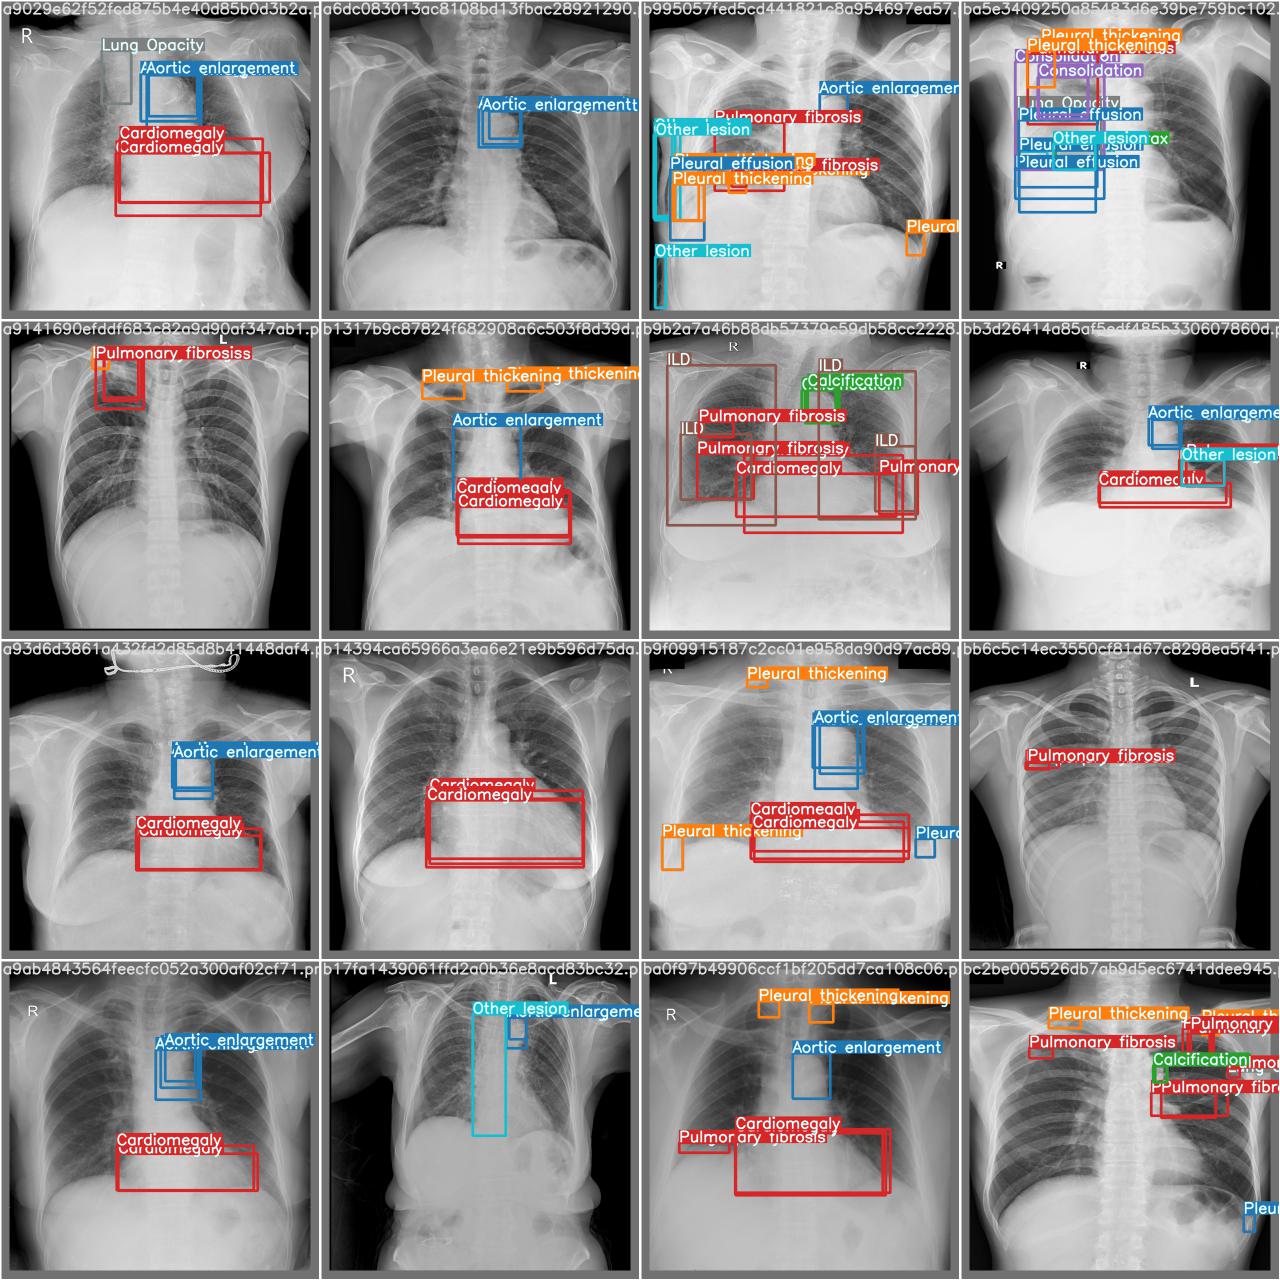 a9029e62f52fcd875b4e40d85b0d3b2a.p
R
Lung Opacity
Aortic enlargement
Cardiomegaly
Cardiomegaly
a6dc083013ac8108bd13fbac28921290.
Aortic enlargement
b995057fed5cd441821c8a954697ea57.
Aortic enlargemer
Pulmonary fibrosis
Other lesion
Pleural effusion
fibrosis
Pleural thickening
Pleural
Other lesion
ba5e3409250a85483d6e39be759bc102.
Pleural thickening
Pleural thickening
Consolidation
Consolidation
Lung Opacity
Pleural effusion
Other lesion
ax
Pleural effusion
Pleural effusion
R
a9141690efddf683c82a9d90af347ab1.p
L
Pulmonary fibrosis
b1317b9c87824f682908a6c503f8d39d.
Pleural thickening
thickening
Aortic enlargement
Cardiomegaly
Cardiomegaly
b9b2a7a46b88db57379c59db58cc2228.
R
ILD
ILD
Calcification
Pulmonary fibrosis
ILD
ILD
Pulmonary fibrosis
Cardiomegaly
Pulmonary
bb3d26414a85af5edf485b330607860d.
R
Aortic enlargeme
Other lesion
Cardiomegaly
a93d6d3861a432fd2d85d8b41448daf4.p
Aortic enlargement
Cardiomegaly
Cardiomegaly
b14394ca65966a3ea6e21e9b596d75da.
R
Cardiomegaly
Cardiomegaly
b9f09915187c2cc01e958da90d97ac89.
R
Pleural thickening
Aortic enlargement
Cardiomegaly
Cardiomegaly
Pleural thickening
Pleura
bb6c5c14ec3550cf81d67c8298ea5f41.
L
Pulmonary fibrosis
a9ab4843564feecfc052a300af02cf71.pn
R
Aortic enlargement
Cardiomegaly
Cardiomegaly
b17fa1439061ffd2a0b36e8acd83bc32.p
L
Other lesion
enlargeme
ba0f97b49906ccf1bf205dd7ca108c06.p
R
Pleural thickening
Aortic enlargement
Cardiomegaly
Pulmonary fibrosis
bc2be005526db7ab9d5ec6741ddee945.
Pleural thickening
Pulmonary
Pulmonary fibrosis
Calcification
Pulmonary fibr
Pleur